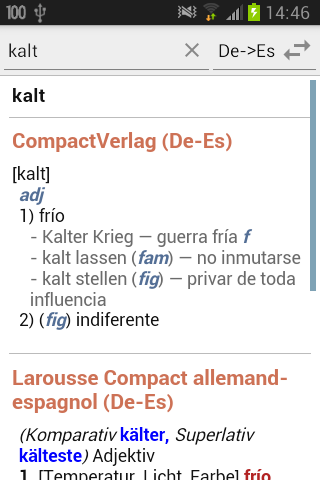 100 14:46
kalt De->Es
kalt
CompactVerlag (De-Es)
[kalt]
adj
1) frío
- Kalter Krieg — guerra fría f
- kalt lassen (fam) — no inmutarse
- kalt stellen (fig) — privar de toda
influencia
2) (fig) indiferente
Larousse Compact allemand-
espagnol (De-Es)
(Komparativ kälter, Superlativ
kälteste) Adjektiv
1. [Temperatur, Licht, Farbe] frío